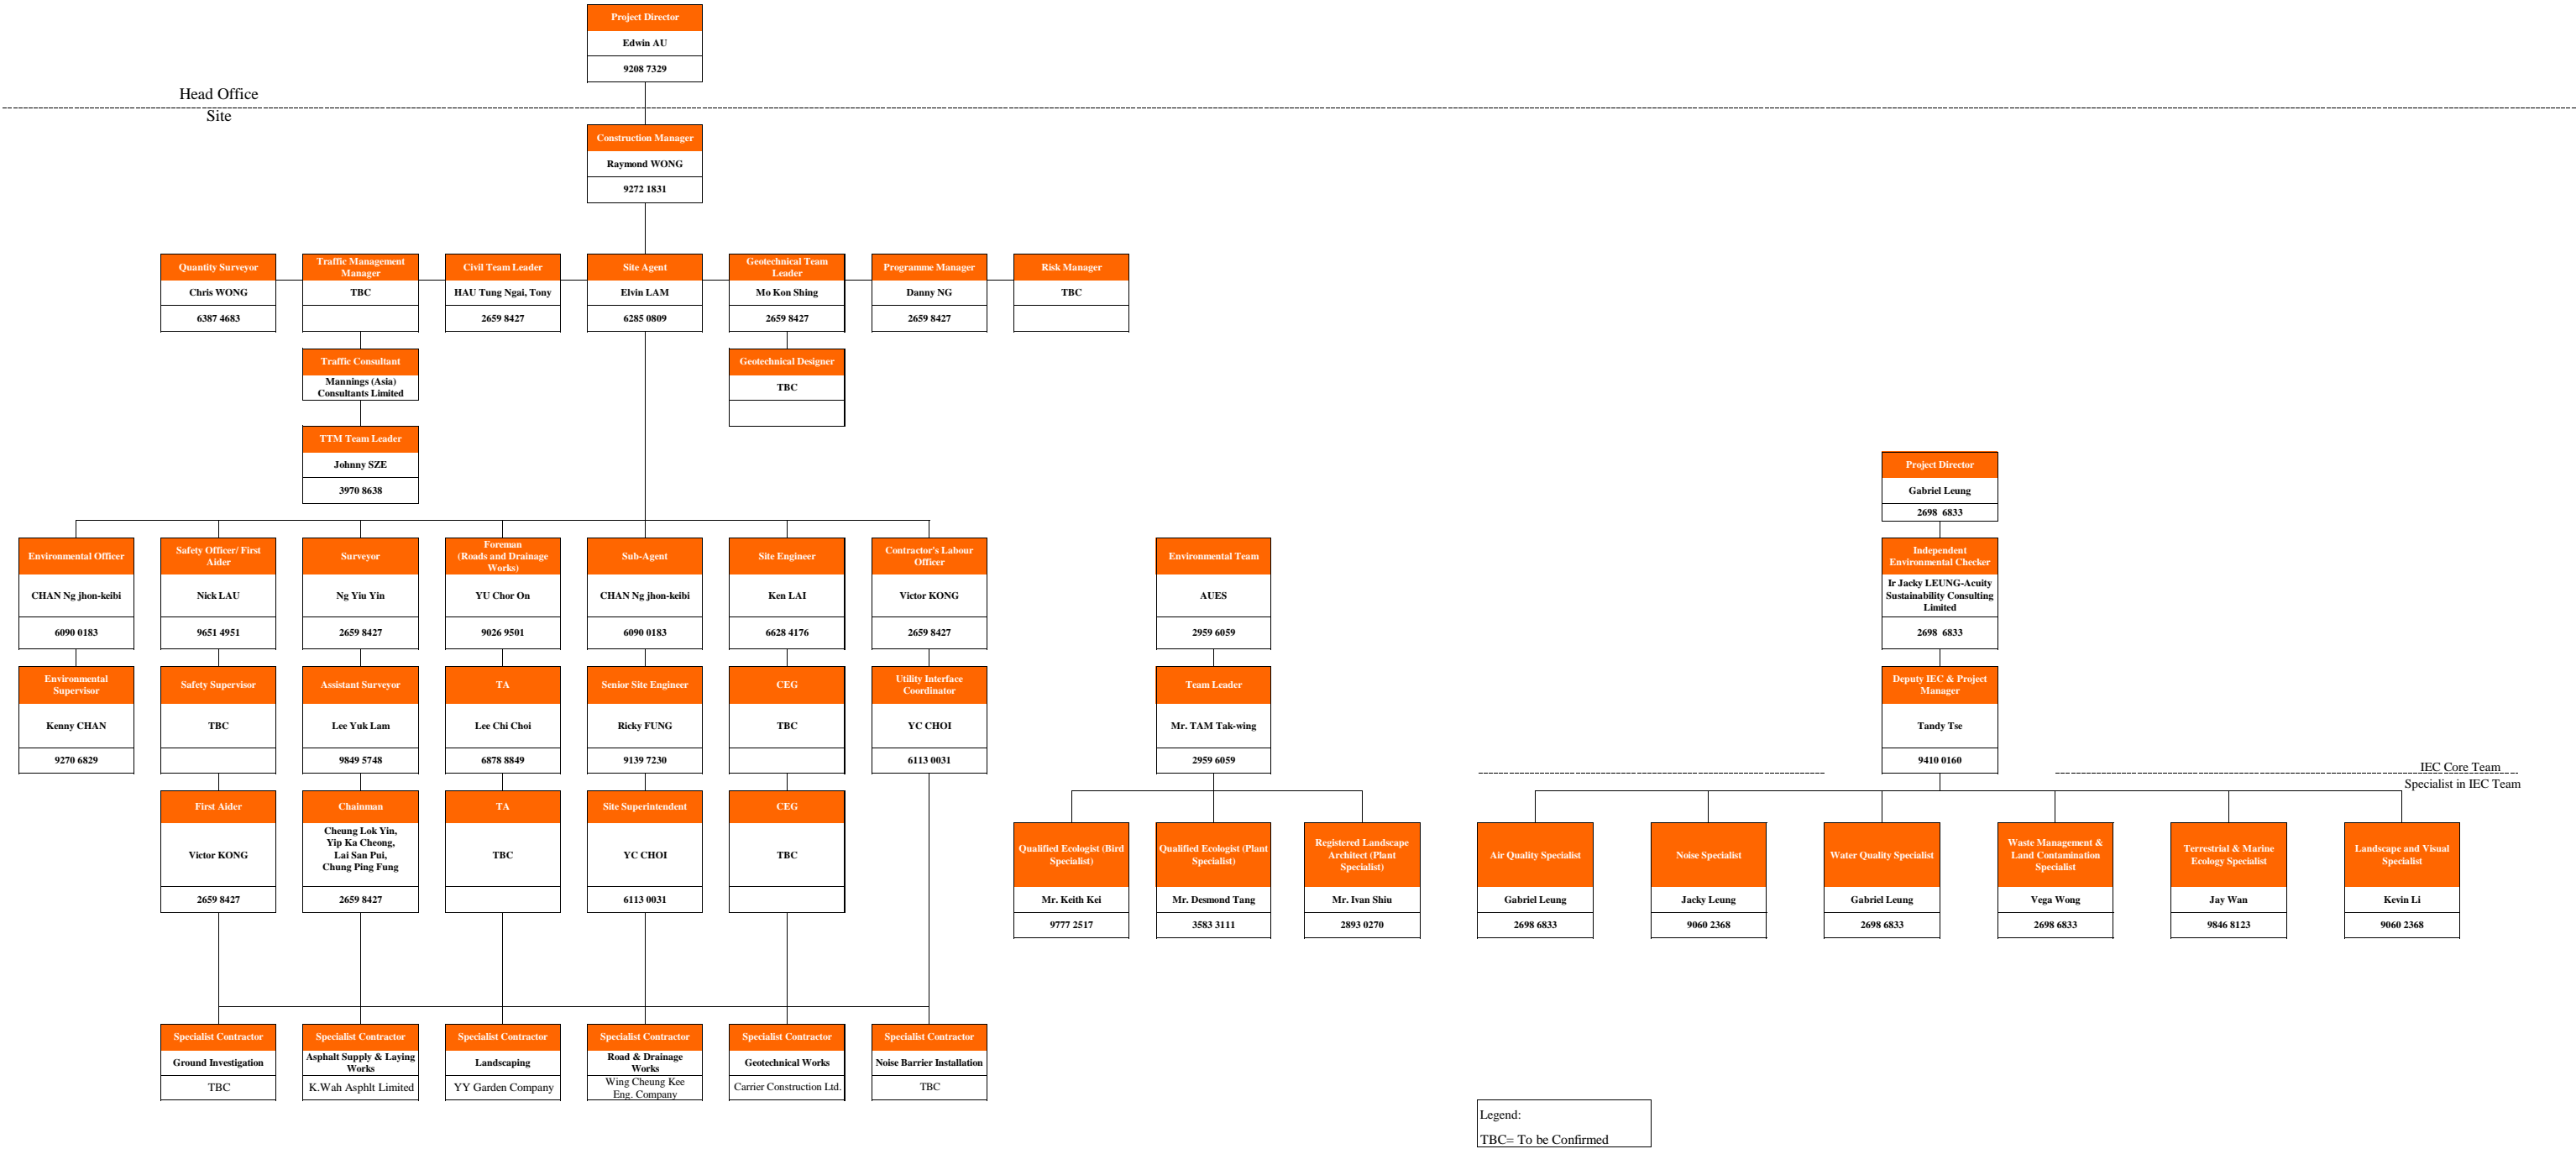 Project Director
Edwin AU
9208 7329
Head Office
Site
Construction Manager
Raymond WONG
9272 1831
Quantity Surveyor
Chris WONG
6387 4683
Traffic Management
Manager
TBC
Civil Team Leader
HAU Tung Ngai, Tony
2659 8427
Site Agent
Elvin LAM
6285 0809
Geotechnical Team
Leader
Mo Kon Shing
2659 8427
Programme Manager
Danny NG
2659 8427
Risk Manager
TBC
Traffic Consultant
Mannings (Asia)
Consultants Limited
Geotechnical Designer
TBC
TTM Team Leader
Johnny SZE
3970 8638
Environmental Officer
CHAN Ng jhon-keibi
6090 0183
Safety Officer/ First
Aider
Nick LAU
9651 4951
Surveyor
Ng Yiu Yin
2659 8427
Foreman
(Roads and Drainage
Works)
YU Chor On
9026 9501
Sub-Agent
CHAN Ng jhon-keibi
6090 0183
Site Engineer
Ken LAI
6628 4176
Contractor's Labour
Officer
Victor KONG
2659 8427
Environmental
Supervisor
Kenny CHAN
9270 6829
Safety Supervisor
TBC
Assistant Surveyor
Lee Yuk Lam
9849 5748
TA
Lee Chi Choi
6878 8849
Senior Site Engineer
Ricky FUNG
9139 7230
CEG
TBC
Utility Interface
Coordinator
YC CHOI
6113 0031
First Aider
Victor KONG
2659 8427
Chainman
Cheung Lok Yin,
Yip Ka Cheong,
Lai San Pui,
Chung Ping Fung
2659 8427
TA
TBC
Site Superintendent
YC CHOI
6113 0031
CEG
TBC
Specialist Contractor
Ground Investigation
TBC
Specialist Contractor
Asphalt Supply & Laying
Works
K.Wah Asphlt Limited
Specialist Contractor
Landscaping
YY Garden Company
Specialist Contractor
Road & Drainage
Works
Wing Cheung Kee
Eng. Company
Specialist Contractor
Geotechnical Works
Carrier Construction Ltd.
Specialist Contractor
Noise Barrier Installation
TBC
Environmental Team
AUES
2959 6059
Team Leader
Mr. TAM Tak-wing
2959 6059
Qualified Ecologist (Bird
Specialist)
Mr. Keith Kei
9777 2517
Qualified Ecologist (Plant
Specialist)
Mr. Desmond Tang
3583 3111
Registered Landscape
Architect (Plant
Specialist)
Mr. Ivan Shiu
2893 0270
Project Director
Gabriel Leung
2698 6833
Independent
Environmental Checker
Ir Jacky LEUNG-Acuity
Sustainability Consulting
Limited
2698 6833
Deputy IEC & Project
Manager
Tandy Tse
9410 0160
IEC Core Team
Specialist in IEC Team
Air Quality Specialist
Gabriel Leung
2698 6833
Noise Specialist
Jacky Leung
9060 2368
Water Quality Specialist
Gabriel Leung
2698 6833
Waste Management &
Land Contamination
Specialist
Vega Wong
2698 6833
Terrestrial & Marine
Ecology Specialist
Jay Wan
9846 8123
Landscape and Visual
Specialist
Kevin Li
9060 2368
Legend:
TBC= To be Confirmed